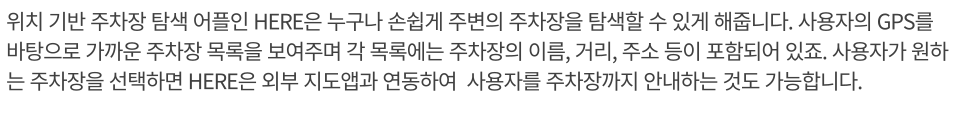 위치 기반 주차장 탐색 어플인 HERE은 누구나 손쉽게 주변의 주차장을 탐색할 수 있게 해줍니다. 사용자의 GPS를
바탕으로 가까운 주차장 목록을 보여주며 각 목록에는 주차장의 이름, 거리, 주소 등이 포함되어 있죠. 사용자가 원하
는 주차장을 선택하면 HERE은 외부 지도앱과 연동하여  사용자를 주차장까지 안내하는 것도 가능합니다.